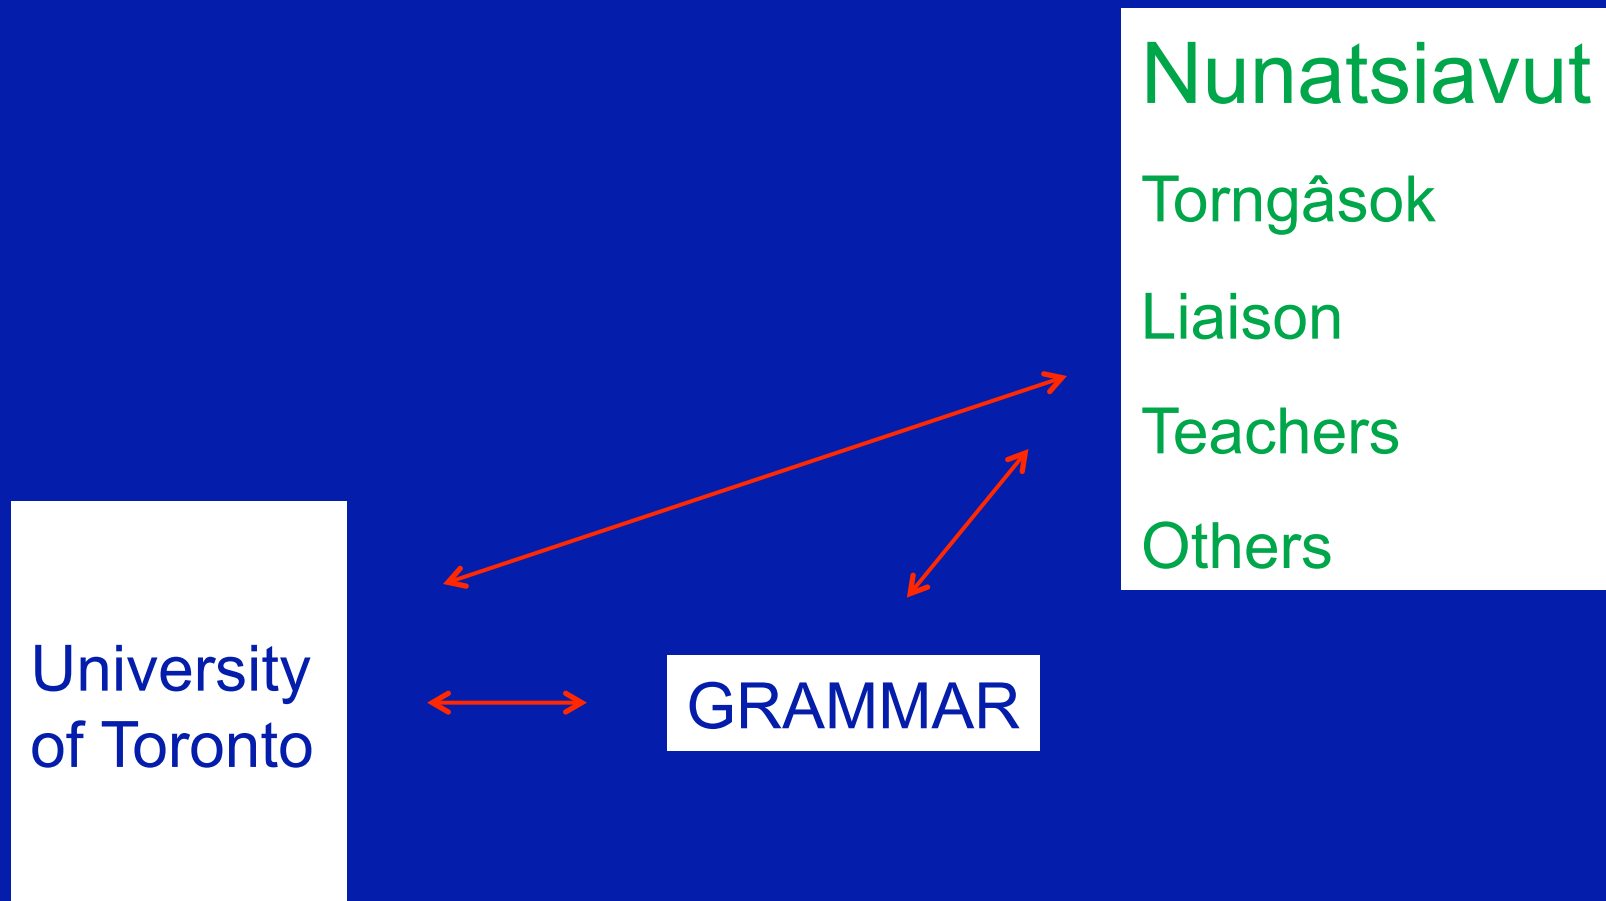 Nunatsiavut
Torngâsok
Liaison
Teachers
Others
University
of Toronto
GRAMMAR